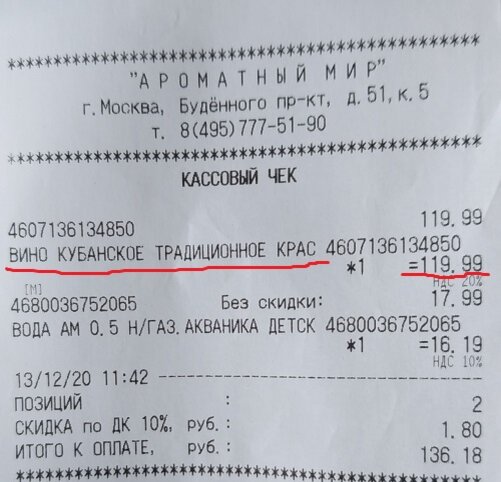 ****************************************
"АРОМАТНЫЙ МИР"
г. Москва, Будённого пр-кт, д. 51, к. 5
т. 8(495)777-51-90
****************************************
КАССОВЫЙ ЧЕК
4607136134850 119.99
ВИНО КУБАНСКОЕ ТРАДИЦИОННОЕ КРАС 4607136134850
*1 =119.99
[М] НДС 20%
4680036752065 Без скидки: 17.99
ВОДА АМ 0.5 Н/ГАЗ.АКВАНИКА ДЕТСК 4680036752065
*1 =16.19
НДС 10%
13/12/20 11:42 ----------------------------
ПОЗИЦИЙ : 2
СКИДКА по ДК 10%, руб. : 1.80
ИТОГО К ОПЛАТЕ, руб. : 136.18
****************************************